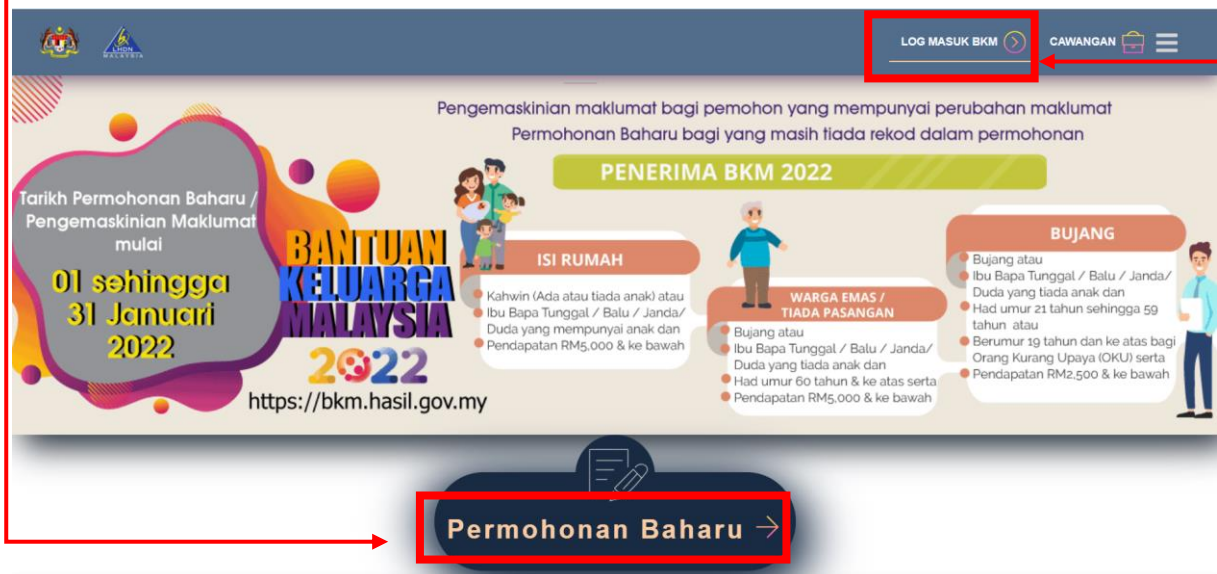 LHDN
MALAYSIA
LOG MASUK BKM
CAWANGAN
Pengemaskinian maklumat bagi pemohon yang mempunyai perubahan maklumat
Permohonan Baharu bagi yang masih tiada rekod dalam permohonan
PENERIMA BKM 2022
Tarikh Permohonan Baharu /
Pengemaskinian Maklumat
mulai
01 sehingga
31 Januari
2022
BANTUAN
KELUARGA
MALAYSIA
2022
https://bkm.hasil.gov.my
ISI RUMAH
Kahwin (Ada atau tiada anak) atau
Ibu Bapa Tunggal / Balu / Janda/
Duda yang mempunyai anak dan
Pendapatan RM5,000 & ke bawah
WARGA EMAS /
TIADA PASANGAN
Bujang atau
Ibu Bapa Tunggal / Balu / Janda/
Duda yang tiada anak dan
Had umur 60 tahun & ke atas serta
Pendapatan RM5,000 & ke bawah
BUJANG
Bujang atau
Ibu Bapa Tunggal / Balu / Janda/
Duda yang tiada anak dan
Had umur 21 tahun sehingga 59
tahun atau
Berumur 19 tahun dan ke atas bagi
Orang Kurang Upaya (OKU) serta
Pendapatan RM2,500 & ke bawah
Permohonan Baharu